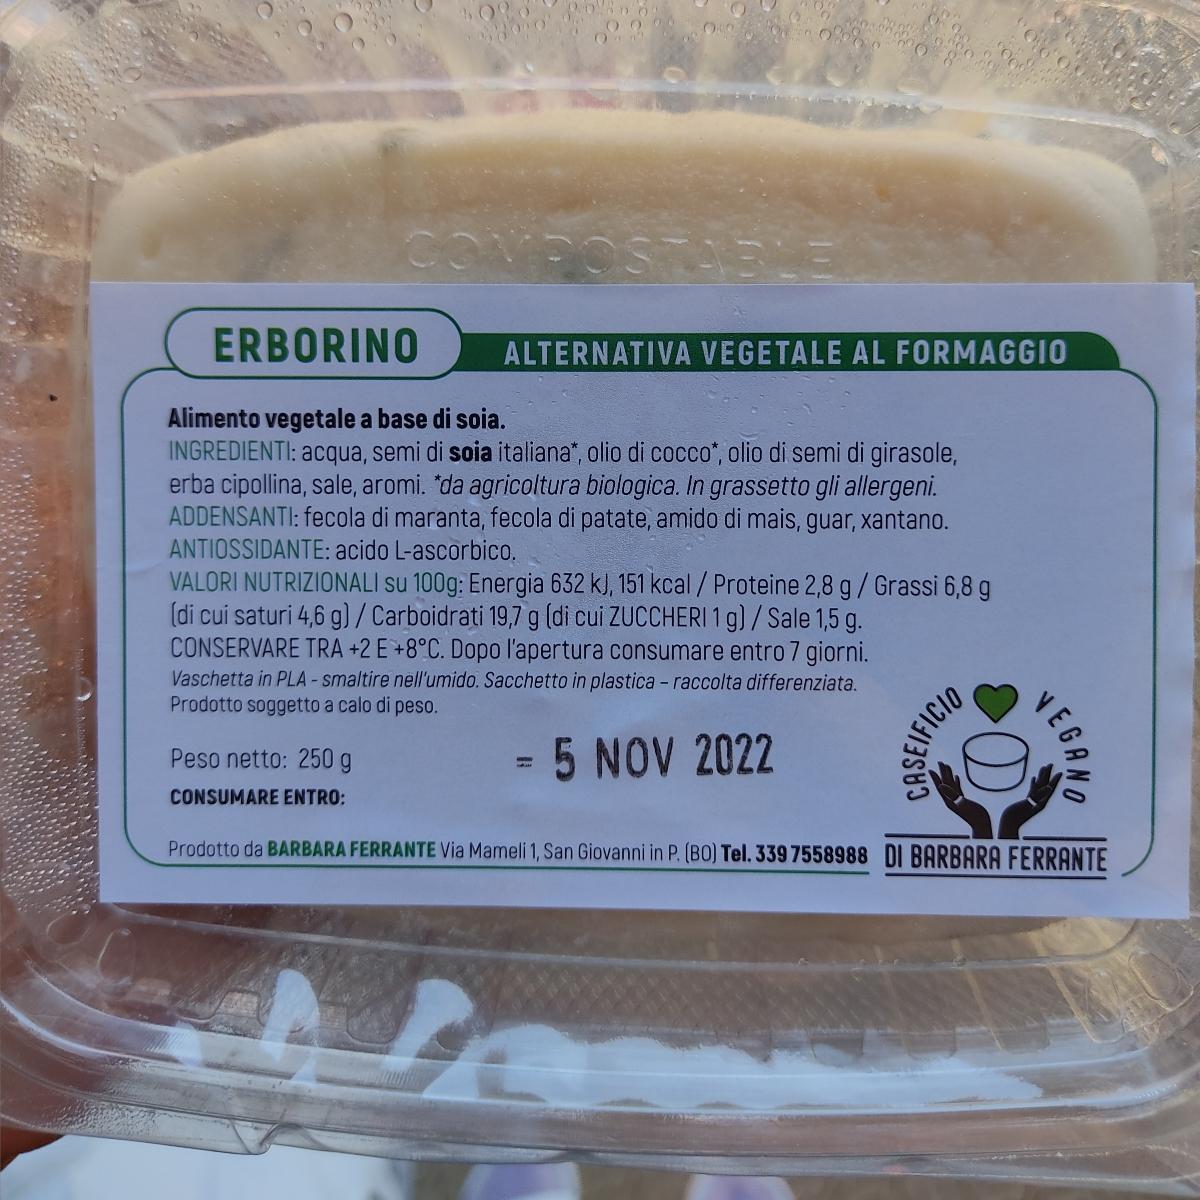 COMPOSTABLE
ERBORINO
ALTERNATIVA VEGETALE AL FORMAGGIO
Alimento vegetale a base di soia.
INGREDIENTI: acqua, semi di soia italiana*, olio di cocco*, olio di semi di girasole,
erba cipollina, sale, aromi. *da agricoltura biologica. In grassetto gli allergeni.
ADDENSANTI: fecola di maranta, fecola di patate, amido di mais, guar, xantano.
ANTIOSSIDANTE: acido L-ascorbico.
VALORI NUTRIZIONALI su 100g: Energia 632 kJ, 151 kcal / Proteine 2,8 g / Grassi 6,8 g
(di cui saturi 4,6 g) / Carboidrati 19,7 g (di cui ZUCCHERI 1 g) / Sale 1,5 g.
CONSERVARE TRA +2 E +8°C. Dopo l'apertura consumare entro 7 giorni.
Vaschetta in PLA - smaltire nell'umido. Sacchetto in plastica – raccolta differenziata.
Prodotto soggetto a calo di peso.
Peso netto: 250 g
= 5 NOV 2022
CONSUMARE ENTRO:
Prodotto da BARBARA FERRANTE Via Mameli 1, San Giovanni in P. (BO) Tel. 339 7558988
CASEIFICIO VEGANO
DI BARBARA FERRANTE